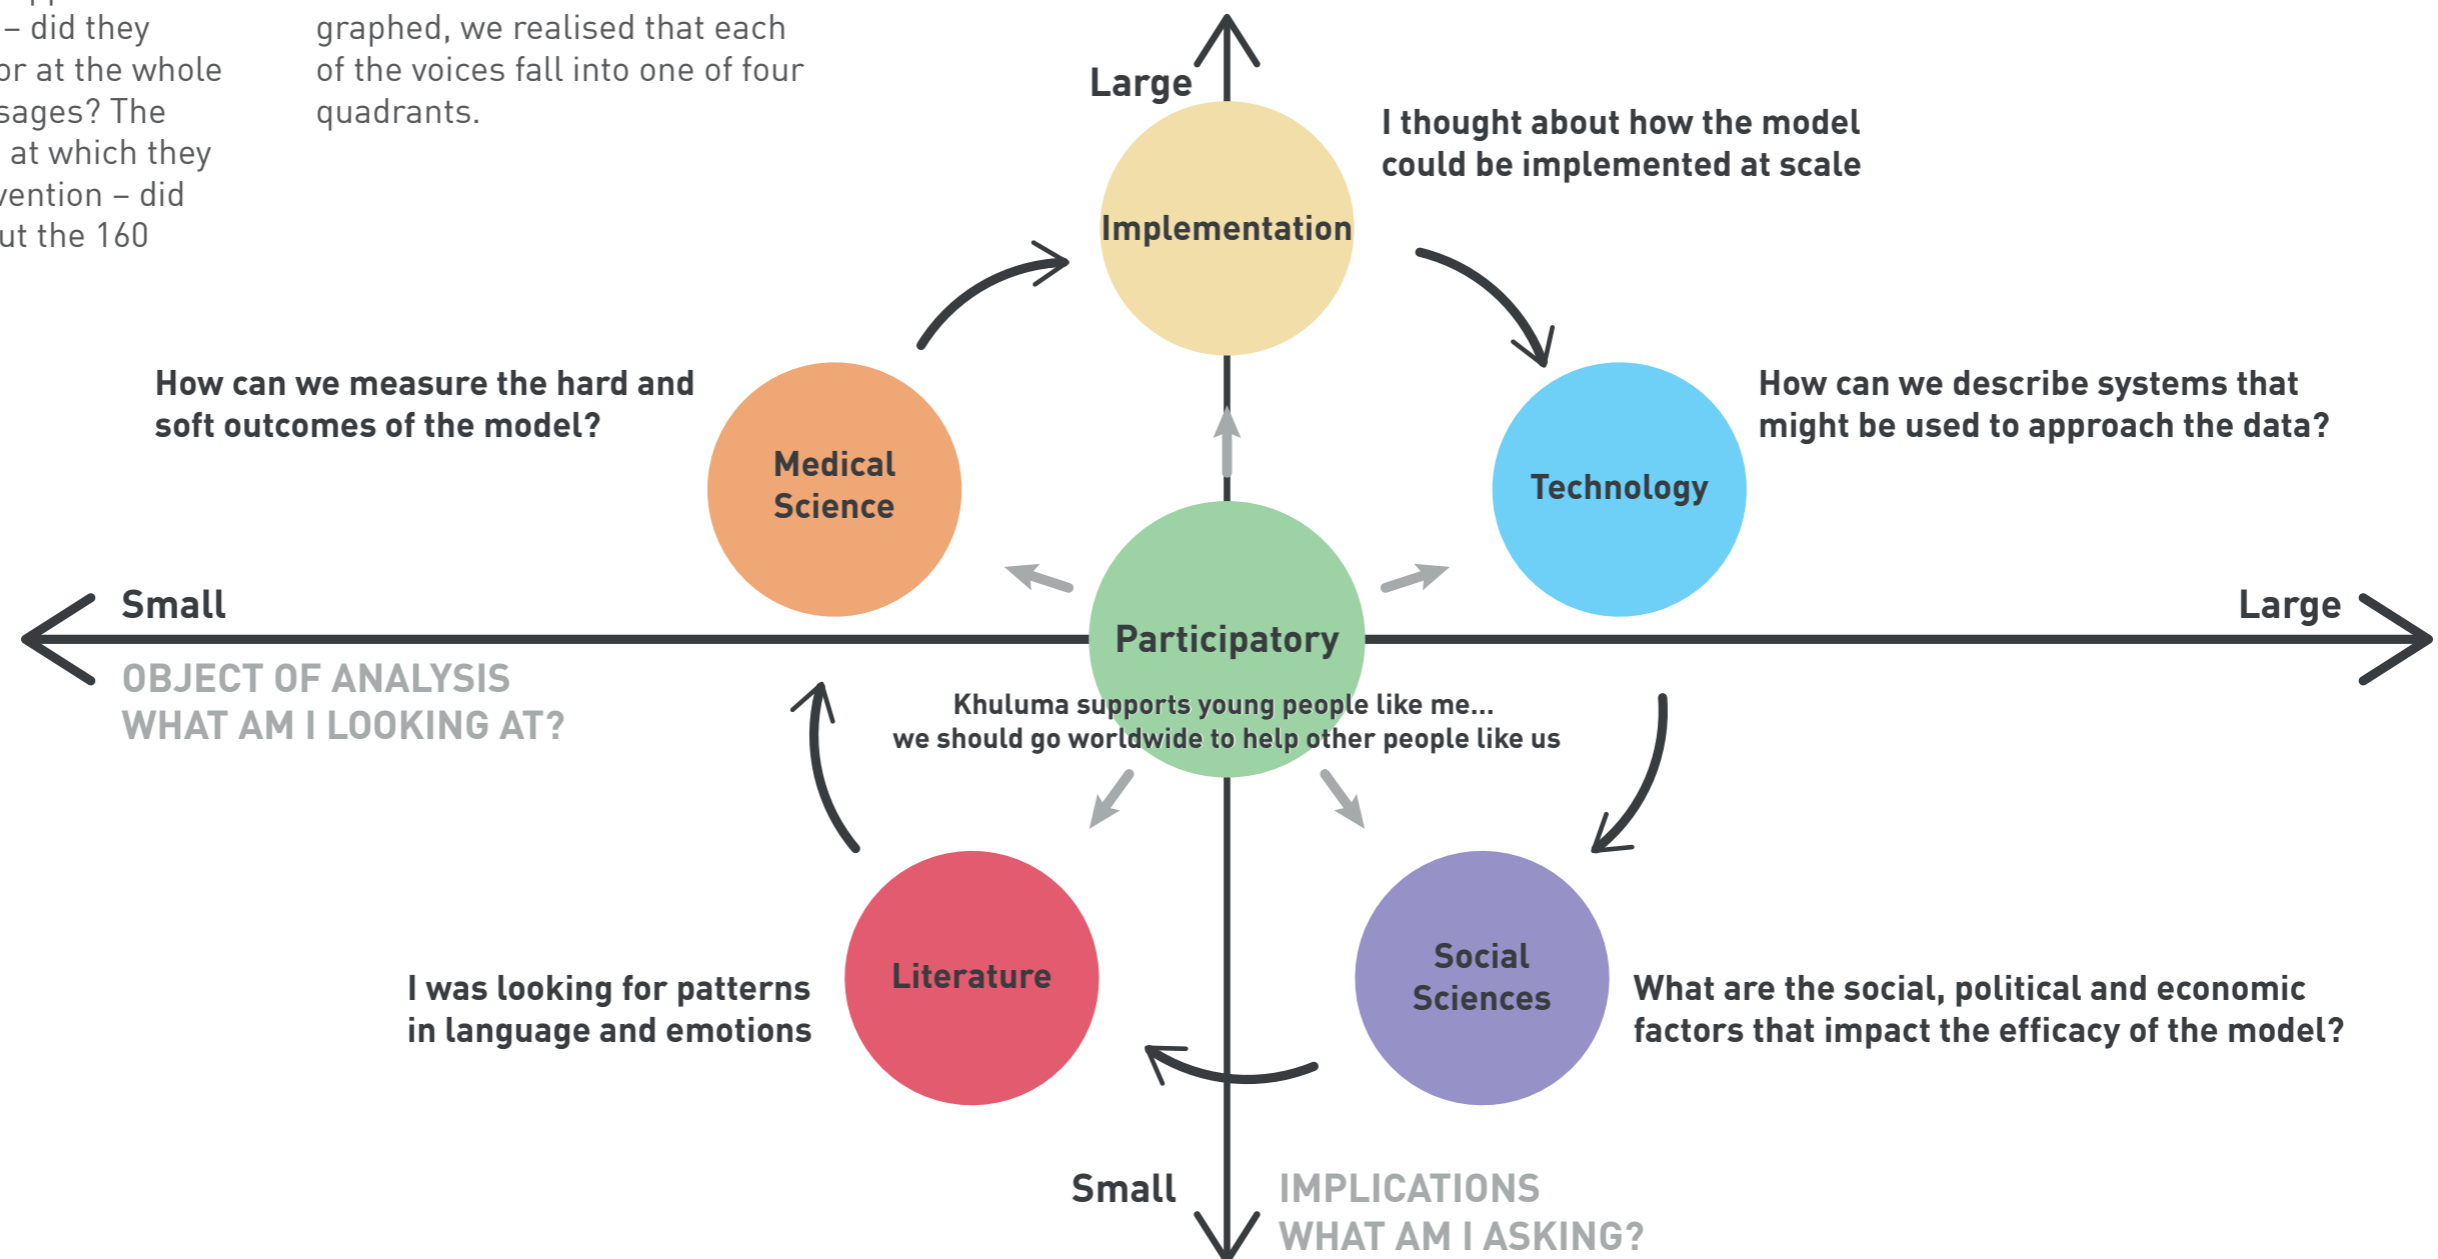 – did they
or at the whole
sages? The
at which they
vention – did
ut the 160
graphed, we realised that each
of the voices fall into one of four
quadrants.
Large
Implementation
I thought about how the model
could be implemented at scale
How can we measure the hard and
soft outcomes of the model?
Medical
Science
Technology
How can we describe systems that
might be used to approach the data?
Small
Large
OBJECT OF ANALYSIS
WHAT AM I LOOKING AT?
Participatory
Khuluma supports young people like me...
we should go worldwide to help other people like us
Literature
I was looking for patterns
in language and emotions
Social
Sciences
What are the social, political and economic
factors that impact the efficacy of the model?
Small
IMPLICATIONS
WHAT AM I ASKING?